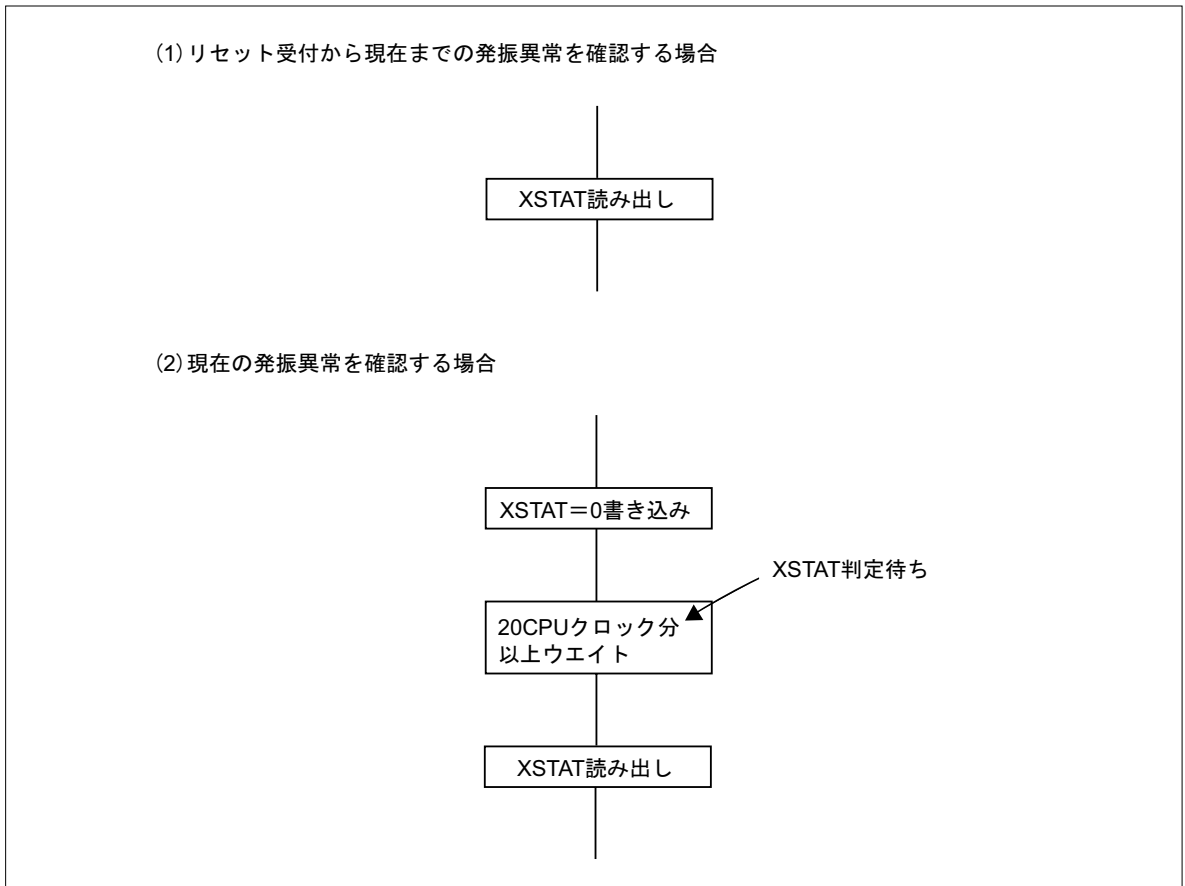 (1)リセット受付から現在までの発振異常を確認する場合
XSTAT読み出し
(2)現在の発振異常を確認する場合
XSTAT＝0書き込み
XSTAT判定待ち
20CPUクロック分
以上ウエイト
XSTAT読み出し